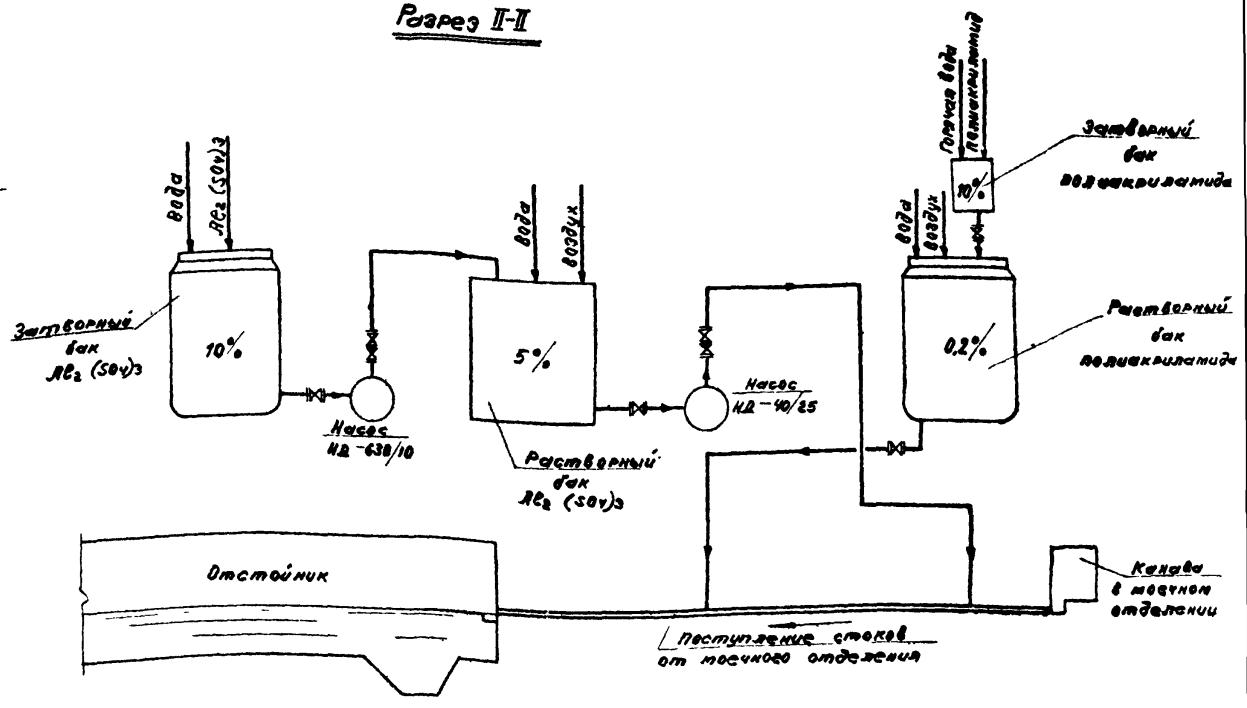 Разрез II-II
Вода
Al₂(SO₄)3
Затворный
бак
Al₂(SO₄)3
10%
Насос
НД-630/10
Вода
Воздух
5%
Растворный
бак
Al₂(SO₄)3
Насос
НД-40/25
Горячая вода
полиакриламид
10%
Затворный
бак
полиакриламида
Вода
Воздух
0.2%
Растворный
бак
полиакриламида
Отстойник
Поступление стоков
от моечного отделения
Канава
в моечном
отделении